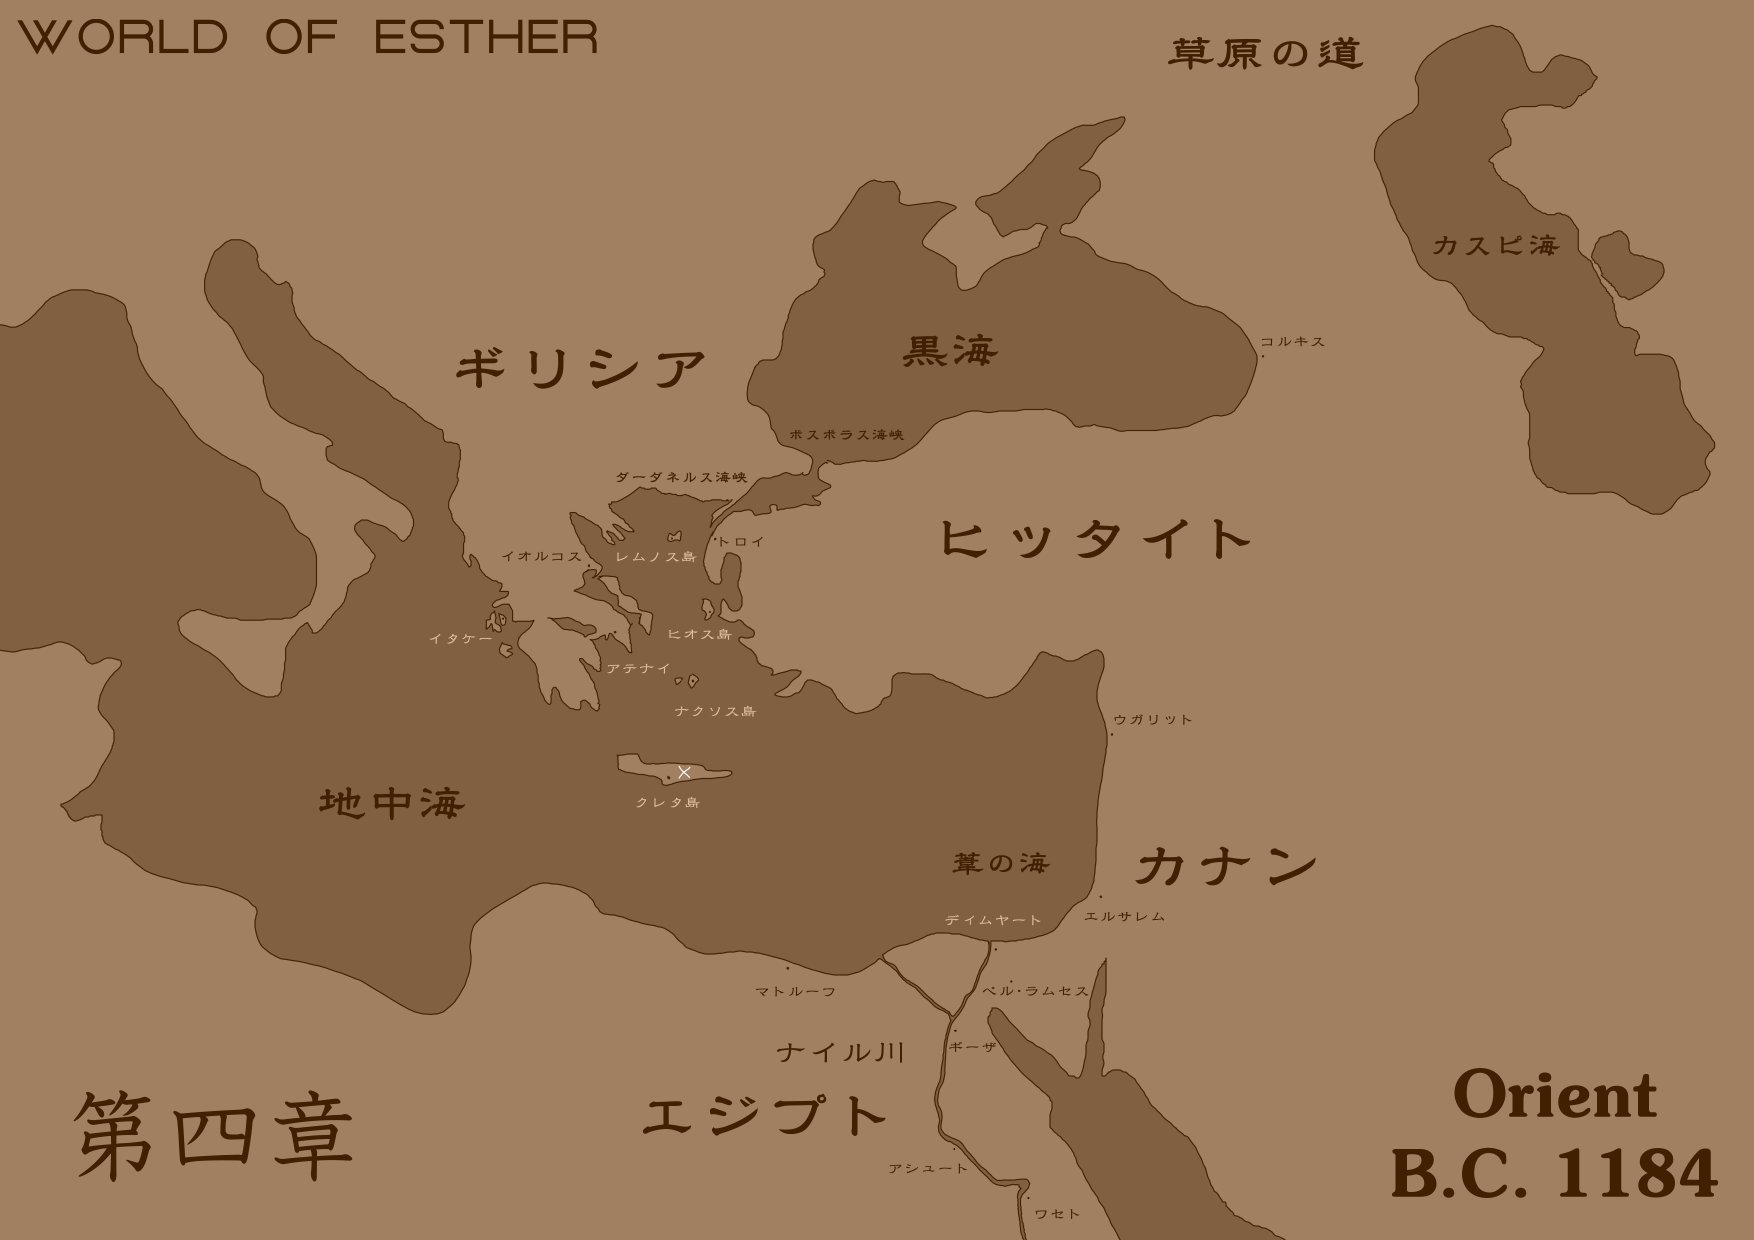 WORLD OF ESTHER
草原の道
カスピ海
コルキス
黒海
ギリシア
ボスポラス海峡
ダーダネルス海峡
ヒッタイト
トロイ
イオルコス
レムノス島
イタケー
ヒオス島
アテナイ
ナクソス島
ウガリット
地中海
クレタ島
葦の海
カナン
ディムヤート
エルサレム
マトルーフ
ペル・ラムセス
ナイル川
ギーザ
エジプト
アシュート
ワセト
第四章
Orient
B.C. 1184